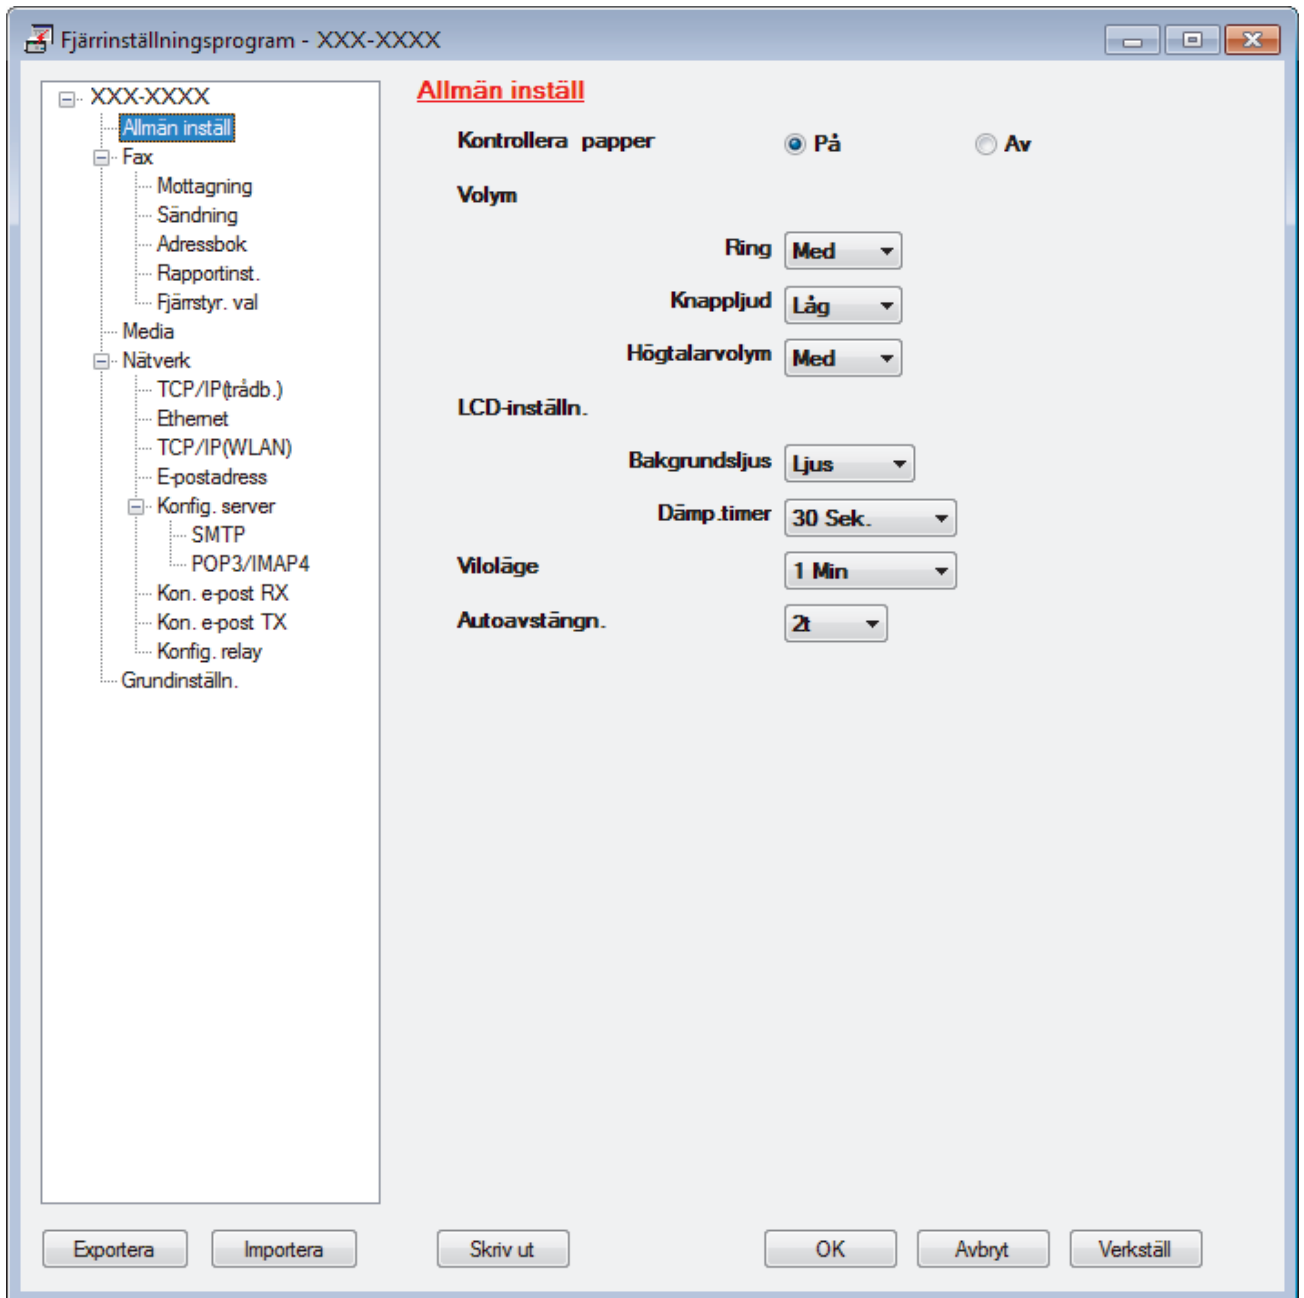 Fjärrinställningsprogram - XXX-XXXX
XXX-XXXX
Allmän inställ
Fax
Mottagning
Sändning
Adressbok
Rapportinst.
Fjärrstyr. val
Media
Nätverk
TCP/IP(trådb.)
Ethernet
TCP/IP(WLAN)
E-postadress
Konfig. server
SMTP
POP3/IMAP4
Kon. e-post RX
Kon. e-post TX
Konfig. relay
Grundinställn.
Allmän inställ
Kontrollera papper På Av
Volym
Ring Med
Knappljud Låg
Högtalarvolym Med
LCD-inställn.
Bakgrundsljus Ljus
Dämp.timer 30 Sek.
Viloläge 1 Min
Autoavstängn. 2t
Exportera Importera Skriv ut OK Avbryt Verkställ